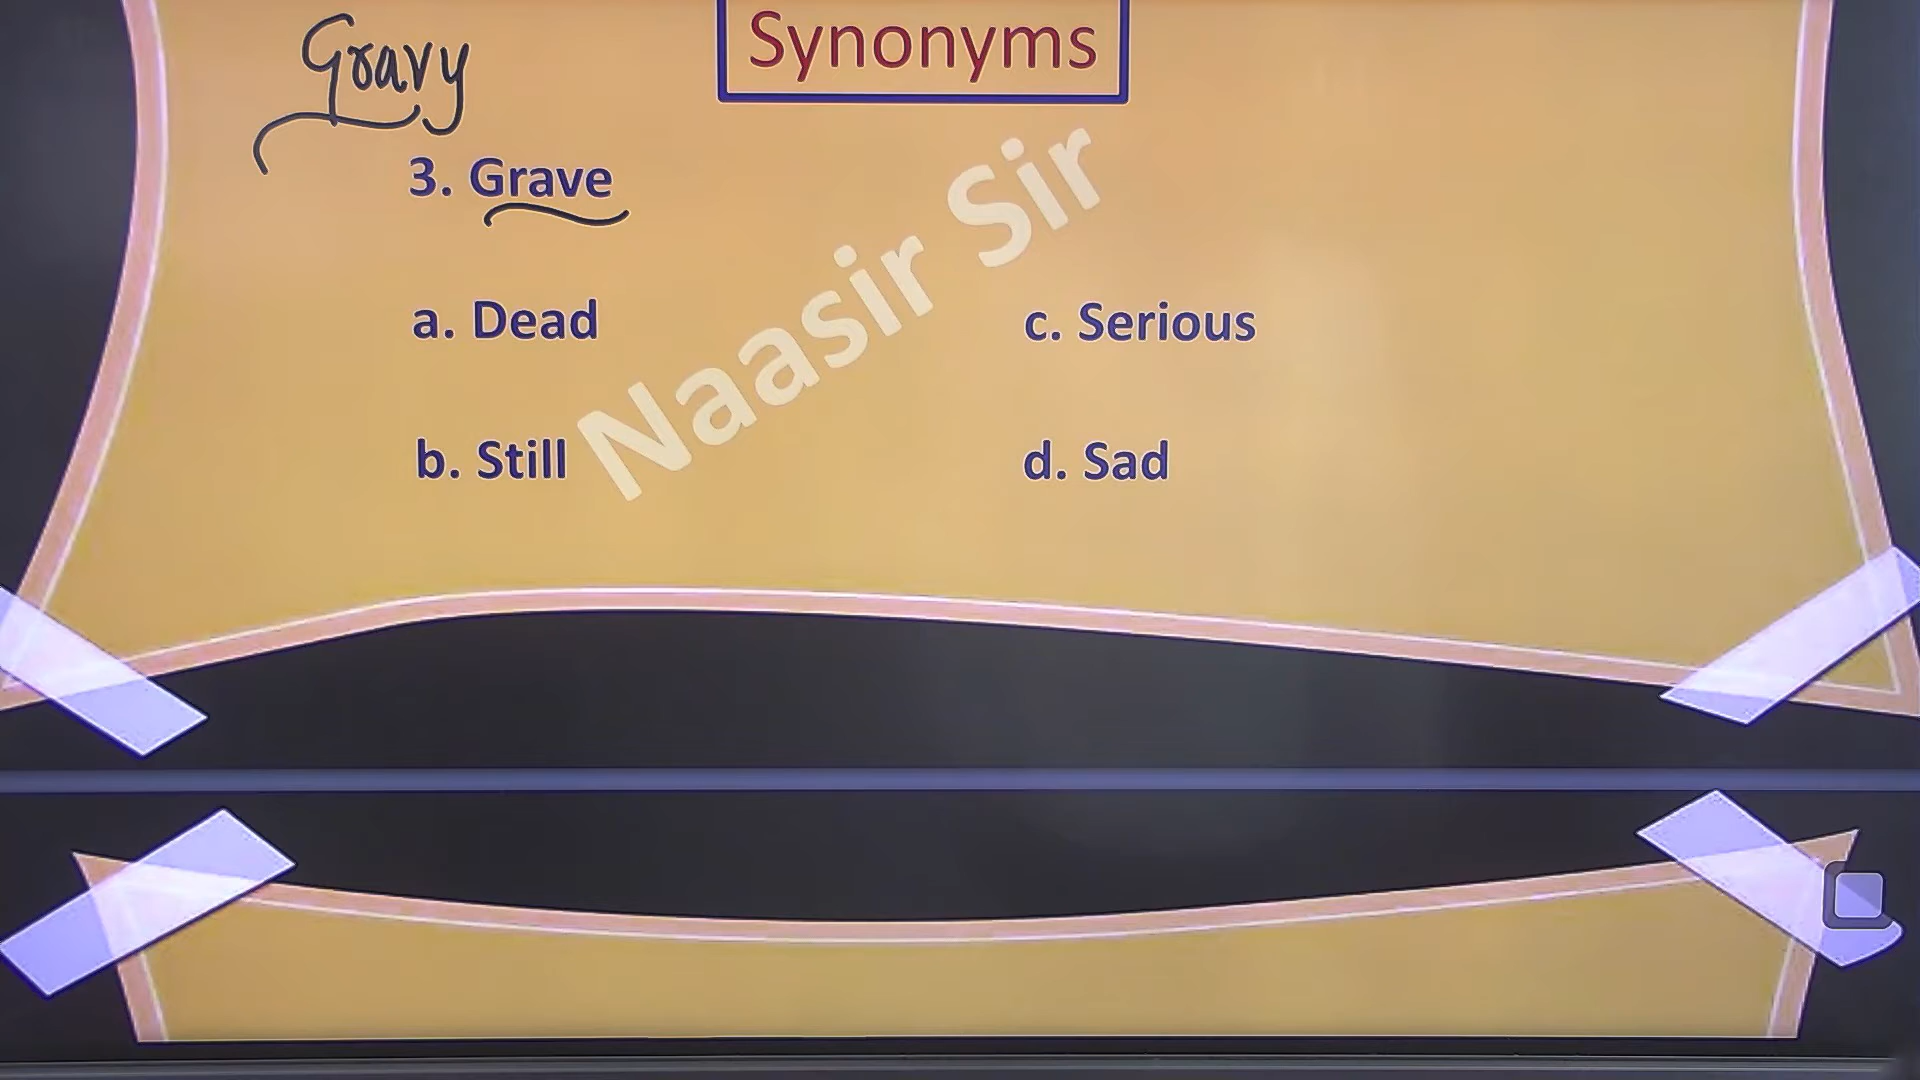 Gravy
Synonyms
3. Grave
a. Dead
c. Serious
b. Still
d. Sad
Naasir Sir